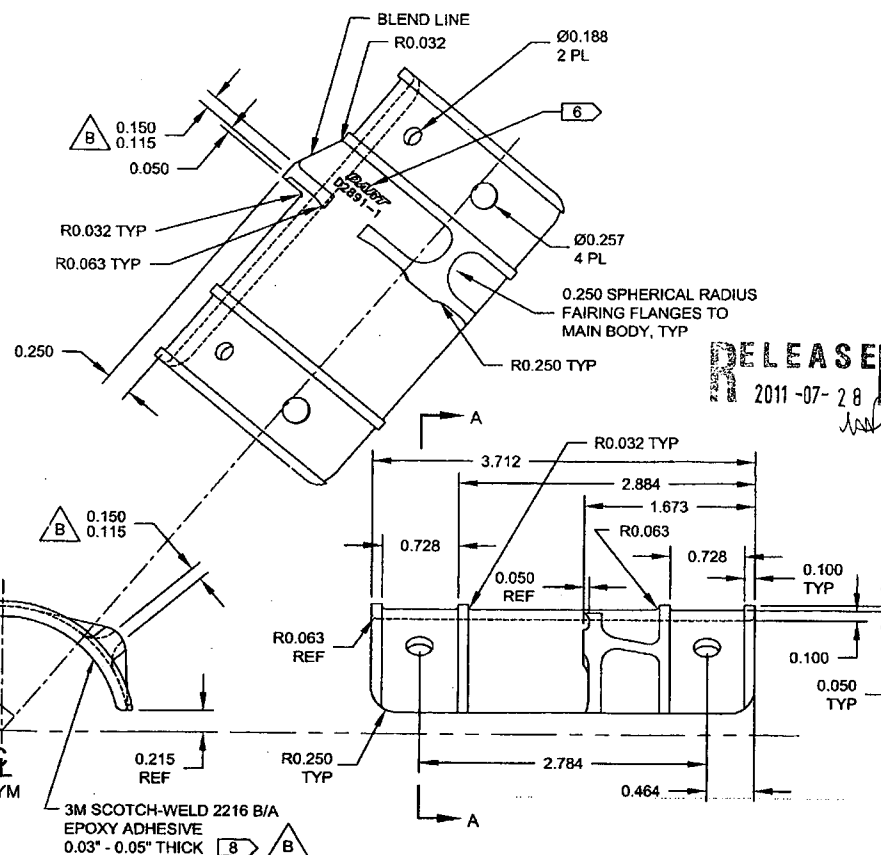 BLEND LINE
R0.032
Ø0.188
2 PL
6
B 0.150
0.115
0.050
DART
D2891-1
R0.032 TYP
R0.063 TYP
Ø0.257
4 PL
0.250 SPHERICAL RADIUS
FAIRING FLANGES TO
MAIN BODY, TYP
0.250
R0.250 TYP
RELEASE
2011-07-28
A
R0.032 TYP
3.712
2.884
1.673
B 0.150
0.115
R0.063
0.728
0.728
0.050
REF
0.100
TYP
R0.063
REF
0.100
0.050
TYP
0.215
REF
R0.250
TYP
2.784
0.464
YM
3M SCOTCH-WELD 2216 B/A
EPOXY ADHESIVE
0.03" - 0.05" THICK 8 B
A